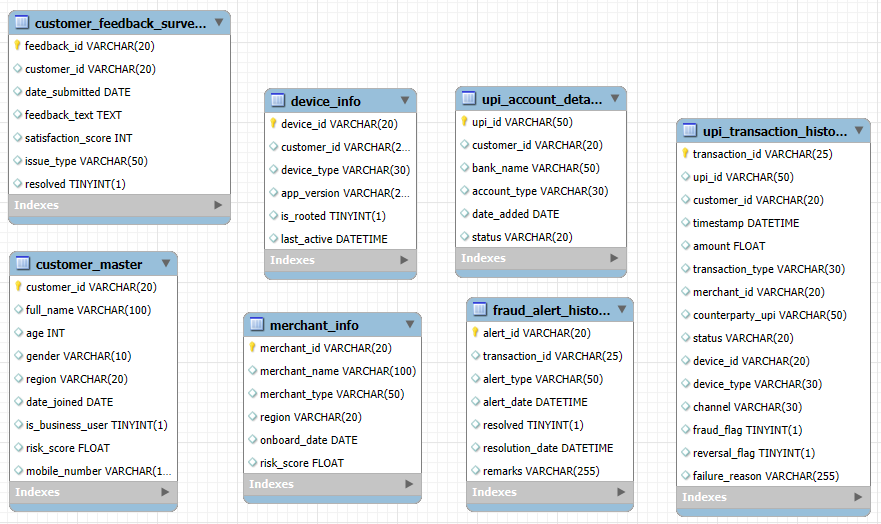 customer_feedback_surve...
feedback_id VARCHAR(20)
customer_id VARCHAR(20)
date_submitted DATE
feedback_text TEXT
satisfaction_score INT
issue_type VARCHAR(50)
resolved TINYINT(1)
Indexes
device_info
device_id VARCHAR(20)
customer_id VARCHAR(2...
device_type VARCHAR(30)
app_version VARCHAR(2...
is_rooted TINYINT(1)
last_active DATETIME
Indexes
upi_account_deta...
upi_id VARCHAR(50)
customer_id VARCHAR(20)
bank_name VARCHAR(50)
account_type VARCHAR(30)
date_added DATE
status VARCHAR(20)
Indexes
upi_transaction_histo...
transaction_id VARCHAR(25)
upi_id VARCHAR(50)
customer_id VARCHAR(20)
timestamp DATETIME
amount FLOAT
transaction_type VARCHAR(30)
merchant_id VARCHAR(20)
counterparty_upi VARCHAR(50)
status VARCHAR(20)
device_id VARCHAR(20)
device_type VARCHAR(30)
channel VARCHAR(30)
fraud_flag TINYINT(1)
reversal_flag TINYINT(1)
failure_reason VARCHAR(255)
Indexes
customer_master
customer_id VARCHAR(20)
full_name VARCHAR(100)
age INT
gender VARCHAR(10)
region VARCHAR(20)
date_joined DATE
is_business_user TINYINT(1)
risk_score FLOAT
mobile_number VARCHAR(1...
Indexes
merchant_info
merchant_id VARCHAR(20)
merchant_name VARCHAR(100)
merchant_type VARCHAR(50)
region VARCHAR(20)
onboard_date DATE
risk_score FLOAT
Indexes
fraud_alert_histo...
alert_id VARCHAR(20)
transaction_id VARCHAR(25)
alert_type VARCHAR(50)
alert_date DATETIME
resolved TINYINT(1)
resolution_date DATETIME
remarks VARCHAR(255)
Indexes